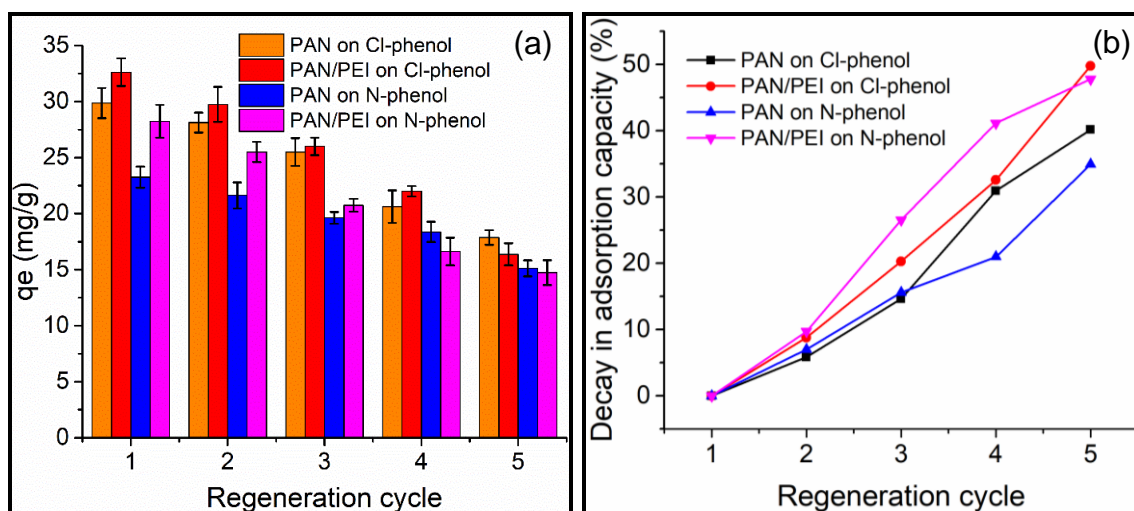 (a)
PAN on Cl-phenol
PAN/PEI on Cl-phenol
PAN on N-phenol
PAN/PEI on N-phenol
qe (mg/g)
35
30
25
20
15
10
5
0
1 2 3 4 5
Regeneration cycle
(b)
PAN on Cl-phenol
PAN/PEI on Cl-phenol
PAN on N-phenol
PAN/PEI on N-phenol
Decay in adsorption capacity (%)
50
40
30
20
10
0
1 2 3 4 5
Regeneration cycle